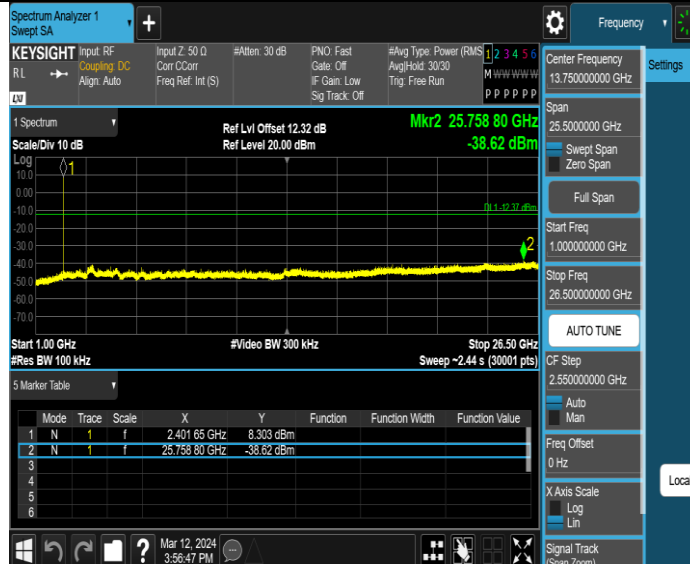 Spectrum Analyzer 1
Swept SA
+
Frequency
KEYSIGHT
RL
LXI
Input: RF
Coupling: DC
Align: Auto
Input Z: 50 Ω
Corr CCorr
Freq Ref: Int (S)
#Atten: 30 dB
PNO: Fast
Gate: Off
IF Gain: Low
Sig Track: Off
#Avg Type: Power (RMS
Avg|Hold: 30/30
Trig: Free Run
1 2 3 4 5 6
M W W W W W
P P P P P P
1 Spectrum
Scale/Div 10 dB
Ref Lvl Offset 12.32 dB
Ref Level 20.00 dBm
Mkr2 25.758 80 GHz
-38.62 dBm
Log
10.0
0.00
-10.0
-20.0
-30.0
-40.0
-50.0
-60.0
-70.0
1
DL1 -12.37 dBm
2
Start 1.00 GHz
#Res BW 100 kHz
#Video BW 300 kHz
Stop 26.50 GHz
Sweep ~2.44 s (30001 pts)
5 Marker Table
Mode Trace Scale X Y Function Function Width Function Value
1 N 1 f 2.401 65 GHz 8.303 dBm
2 N 1 f 25.758 80 GHz -38.62 dBm
3
4
5
6
?
Mar 12, 2024
3:56:47 PM
Center Frequency
13.750000000 GHz
Span
25.5000000 GHz
Swept Span
Zero Span
Full Span
Start Freq
1.000000000 GHz
Stop Freq
26.500000000 GHz
AUTO TUNE
CF Step
2.550000000 GHz
Auto
Man
Freq Offset
0 Hz
X Axis Scale
Log
Lin
Signal Track
(Span Zoom)
Settings
Loca